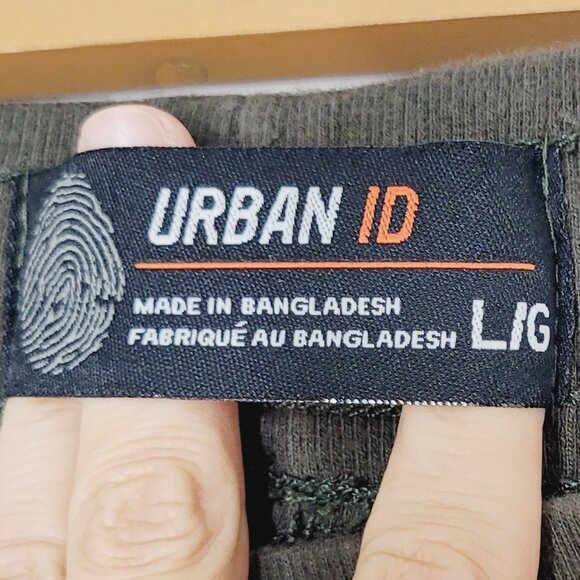 URBAN ID
MADE IN BANGLADESH
FABRIQUÉ AU BANGLADESH
L/G